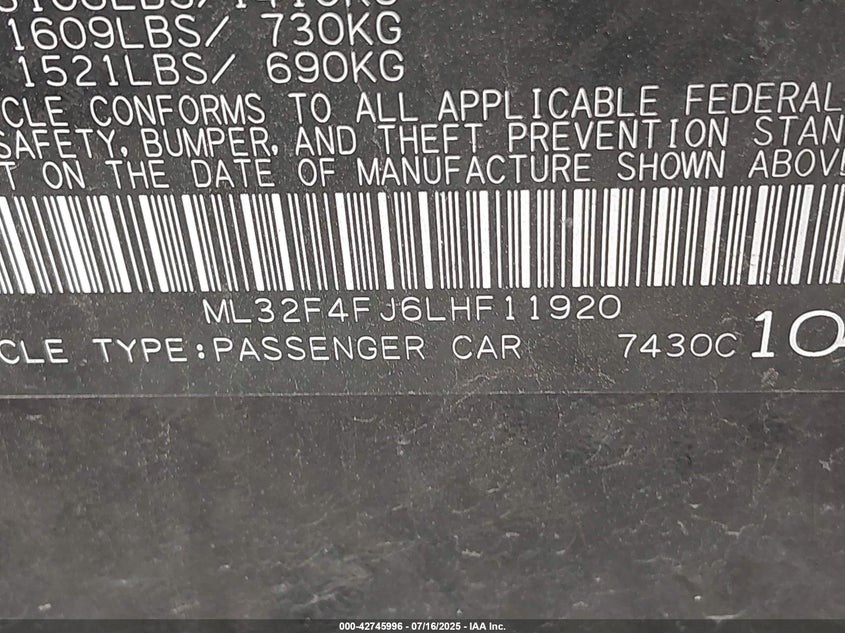 1609LBS/ 730KG
1521LBS/ 690KG
CLE CONFORMS TO ALL APPLICABLE FEDERAL
SAFETY, BUMPER, AND THEFT PREVENTION STAN
T ON THE DATE OF MANUFACTURE SHOWN ABOVE
ML32F4FJ6LHF11920
CLE TYPE:PASSENGER CAR 7430C 10
000-42745996 - 07/16/2025 - IAA Inc.